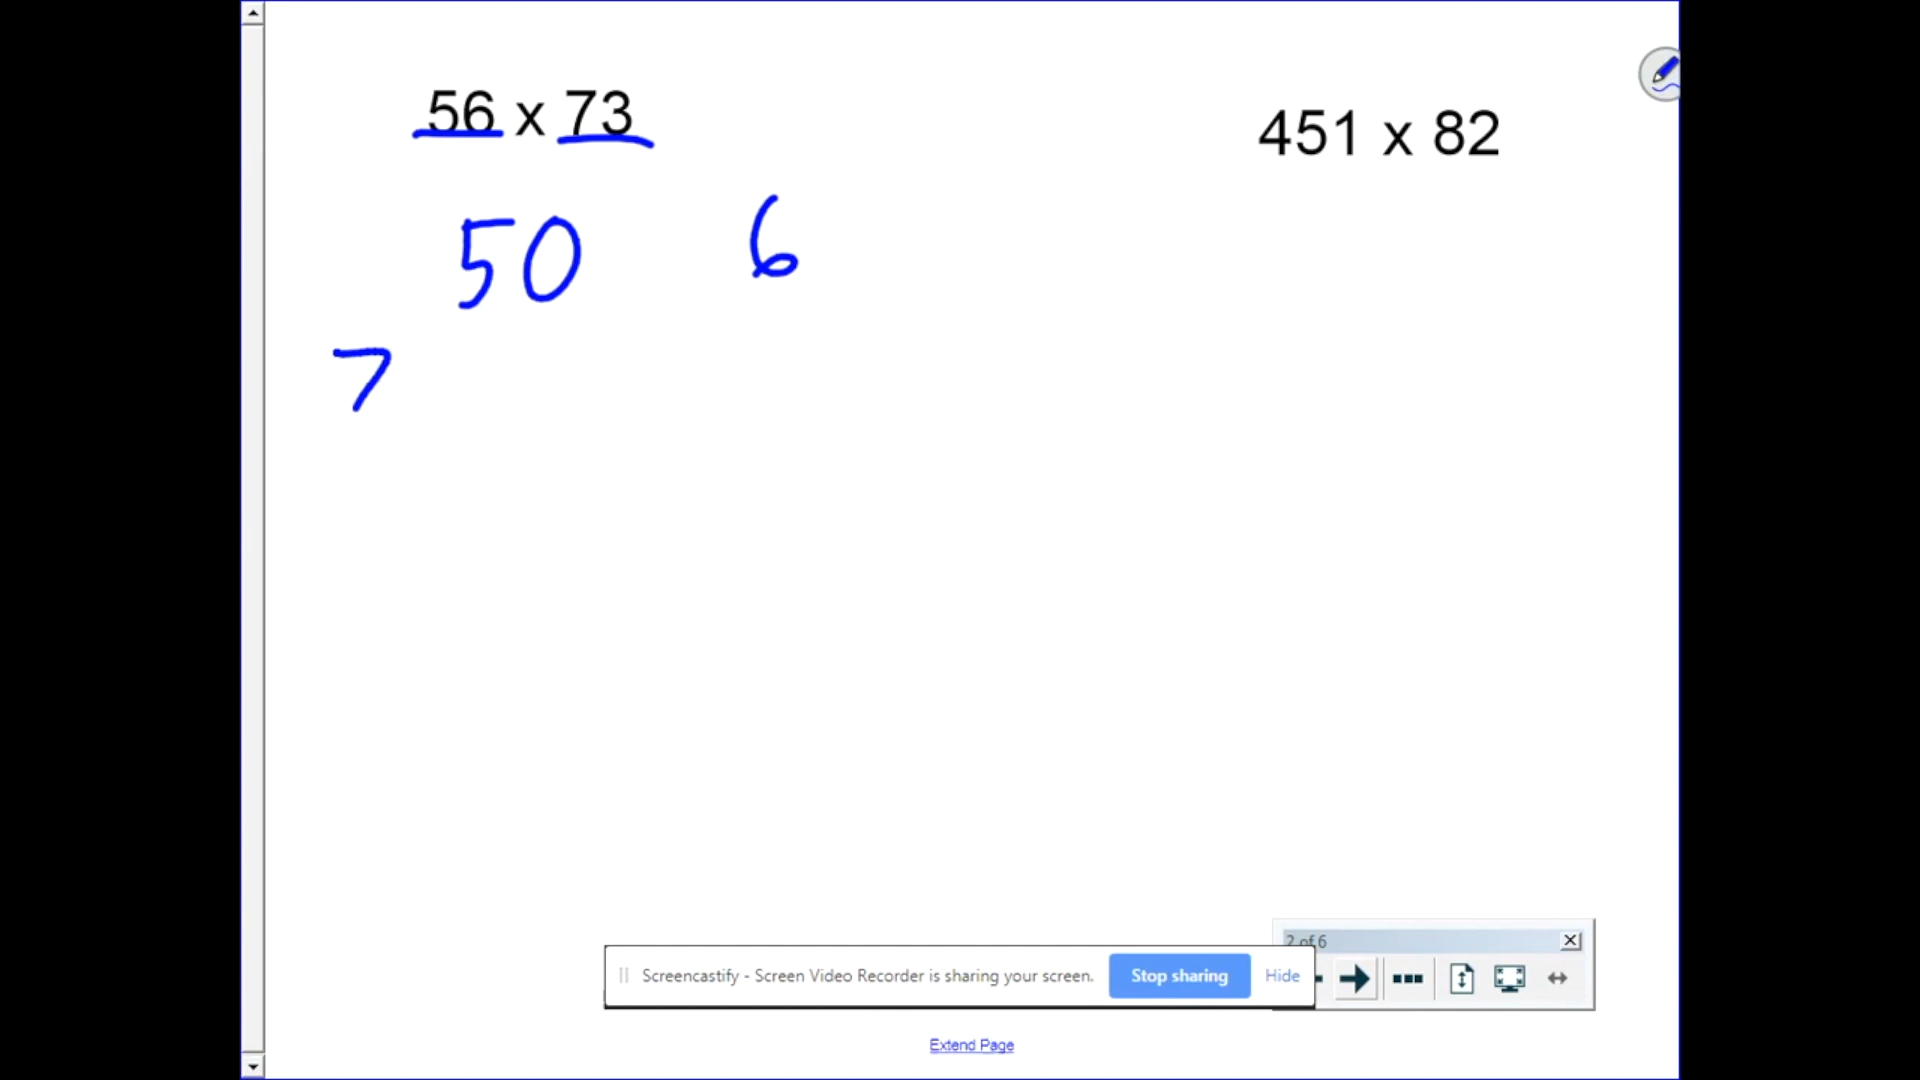 56 x 73
451 x 82
50 6
7
2 of 6
Screencastify - Screen Video Recorder is sharing your screen. Stop sharing Hide
Extend Page